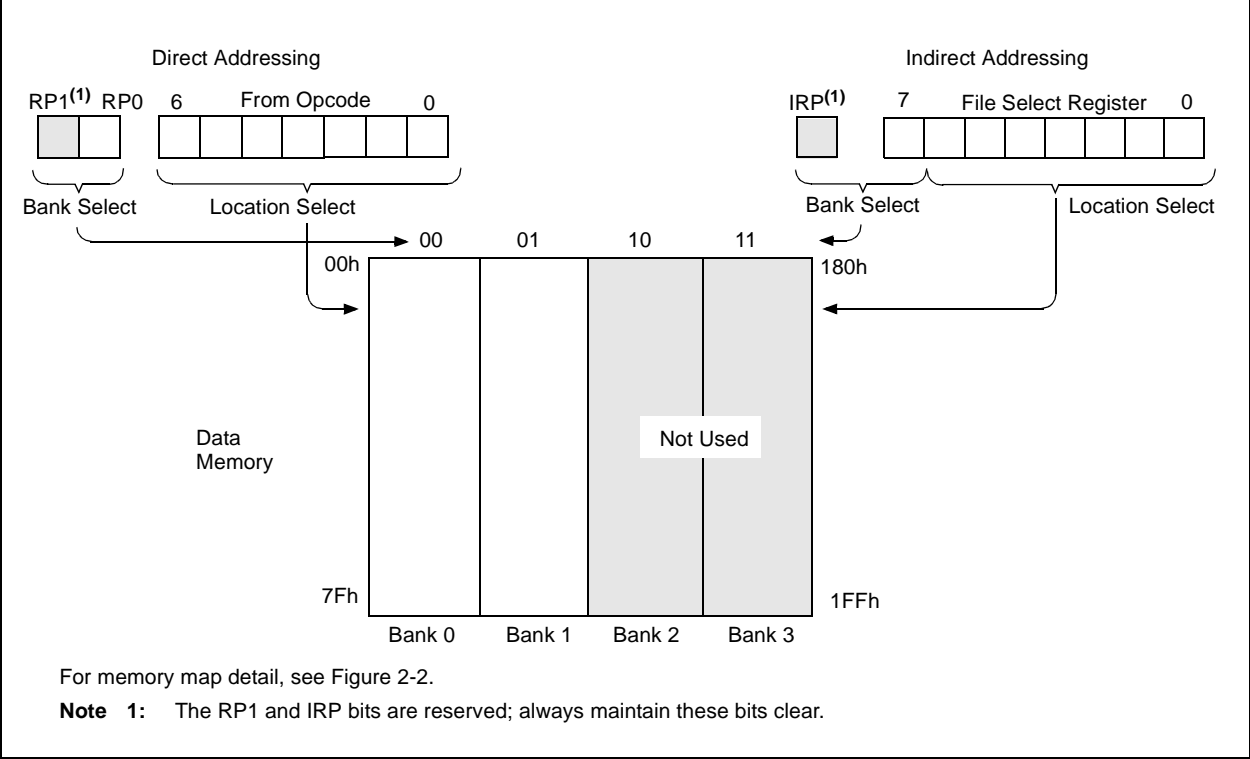 Direct Addressing
Indirect Addressing
RP1(1) RP0 6 From Opcode 0
IRP(1) 7 File Select Register 0
Bank Select Location Select
Bank Select Location Select
00 01 10 11
00h 180h
Not Used
Data
Memory
7Fh 1FFh
Bank 0 Bank 1 Bank 2 Bank 3
For memory map detail, see Figure 2-2.
Note 1: The RP1 and IRP bits are reserved; always maintain these bits clear.